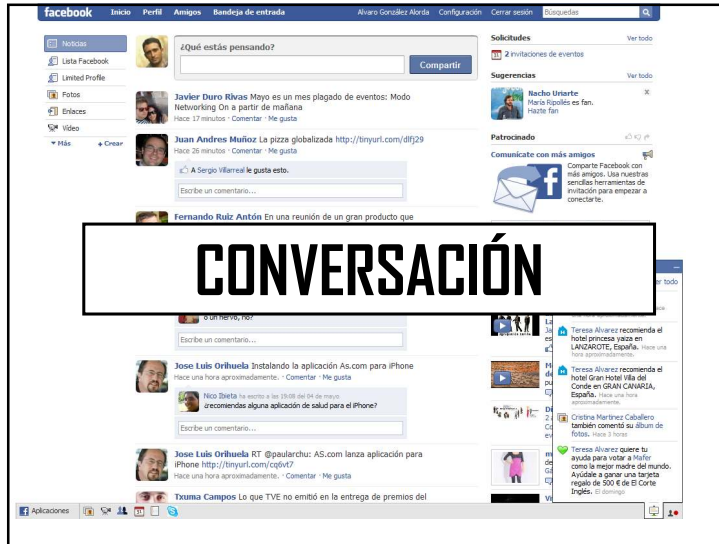 facebook Inicio Perfil Amigos Bandeja de entrada Alvaro González Alorda Configuración Cerrar sesión Búsquedas
Noticias
Lista Facebook
Limited Profile
Fotos
Enlaces
Vídeo
Más + Crear
¿Qué estás pensando?
Compartir
Javier Duro Rivas Mayo es un mes plagado de eventos: Modo
Networking On a partir de mañana
Hace 17 minutos · Comentar · Me gusta
Juan Andres Muñoz La pizza globalizada http://tinyurl.com/dlfj29
Hace 26 minutos · Comentar · Me gusta
A Sergio Villarreal le gusta esto.
Escribe un comentario...
Fernando Ruiz Antón En una reunión de un gran producto que
CONVERSACIÓN
o un nervo, no?
Escribe un comentario...
Jose Luis Orihuela Instalando la aplicación As.com para iPhone
Hace una hora aproximadamente. · Comentar · Me gusta
Nico Ibieta ha escrito a las 19:08 del 04 de mayo
¿recomiendas alguna aplicación de salud para el iPhone?
Escribe un comentario...
Jose Luis Orihuela RT @paularchu: AS.com lanza aplicación para
iPhone http://tinyurl.com/cq6vt7
Hace una hora aproximadamente. · Comentar · Me gusta
Txuma Campos Lo que TVE no emitió en la entrega de premios del
Solicitudes Ver todo
2 invitaciones de eventos
Sugerencias Ver todo
Nacho Uriarte x
María Ripollés es fan.
Hazte fan
Patrocinado
Comunícate con más amigos
Comparte Facebook con
más amigos. Usa nuestras
sencillas herramientas de
invitación para empezar a
conectarte.
er todo
Teresa Alvarez recomienda el
hotel princesa yaiza en
LANZAROTE, España. Hace una
hora aproximadamente.
Teresa Alvarez recomienda el
hotel Gran Hotel Villa del
Conde en GRAN CANARIA,
España. Hace una hora
aproximadamente.
Cristina Martinez Caballero
también comentó su álbum de
fotos. Hace 3 horas
Teresa Alvarez quiere tu
ayuda para votar a Mafer
como la mejor madre del mundo.
Ayúdale a ganar una tarjeta
regalo de 500 € de El Corte
Inglés. El domingo
Aplicaciones